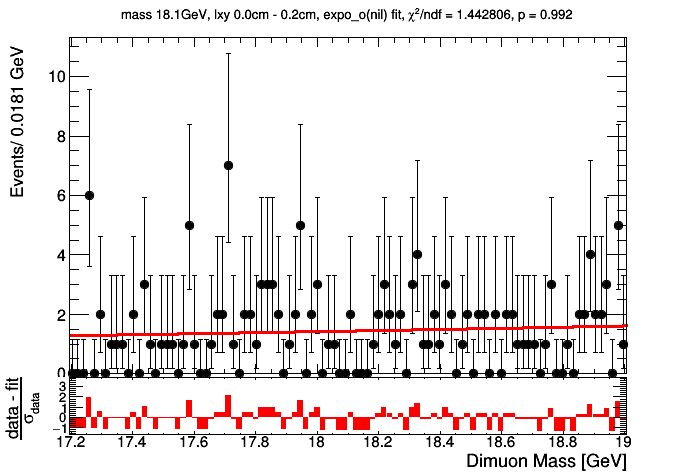 mass 18.1GeV, lxy 0.0cm - 0.2cm, expo_o(nil) fit, χ²/ndf = 1.442806, p = 0.992
Events/ 0.0181 GeV
10
8
6
4
2
0
data - fit
σdata
3
2
1
0
−1
17.2 17.4 17.6 17.8 18 18.2 18.4 18.6 18.8 19
Dimuon Mass [GeV]